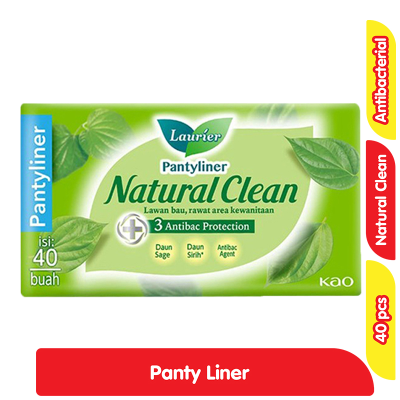 Laurier
Pantyliner
Natural Clean
Lawan bau, rawat area kewanitaan
3 Antibac Protection
Daun Sage
Daun Sirih*
Antibac Agent
Pantyliner
isi:
40
buah
Kao
Antibacterial
Natural Clean
40 pcs
Panty Liner